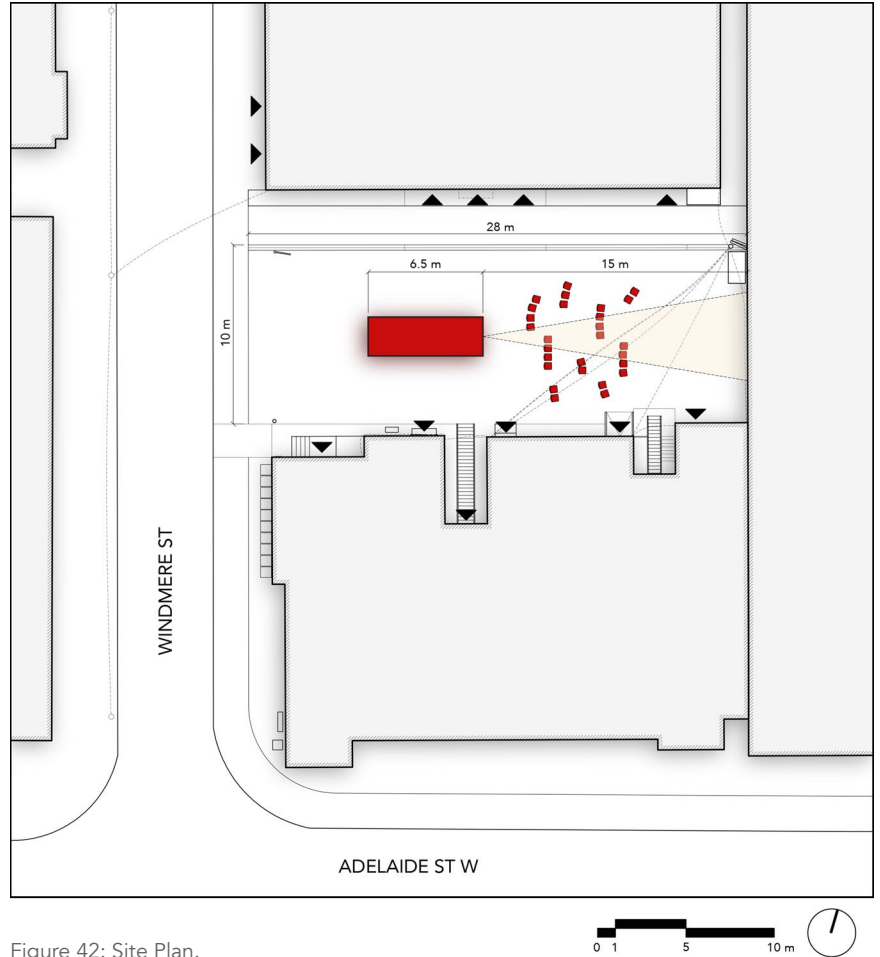 28 m
6.5 m
15 m
10 m
WINDMERE ST
ADELAIDE ST W
0 1 5 10 m
Figure 42: Site Plan.